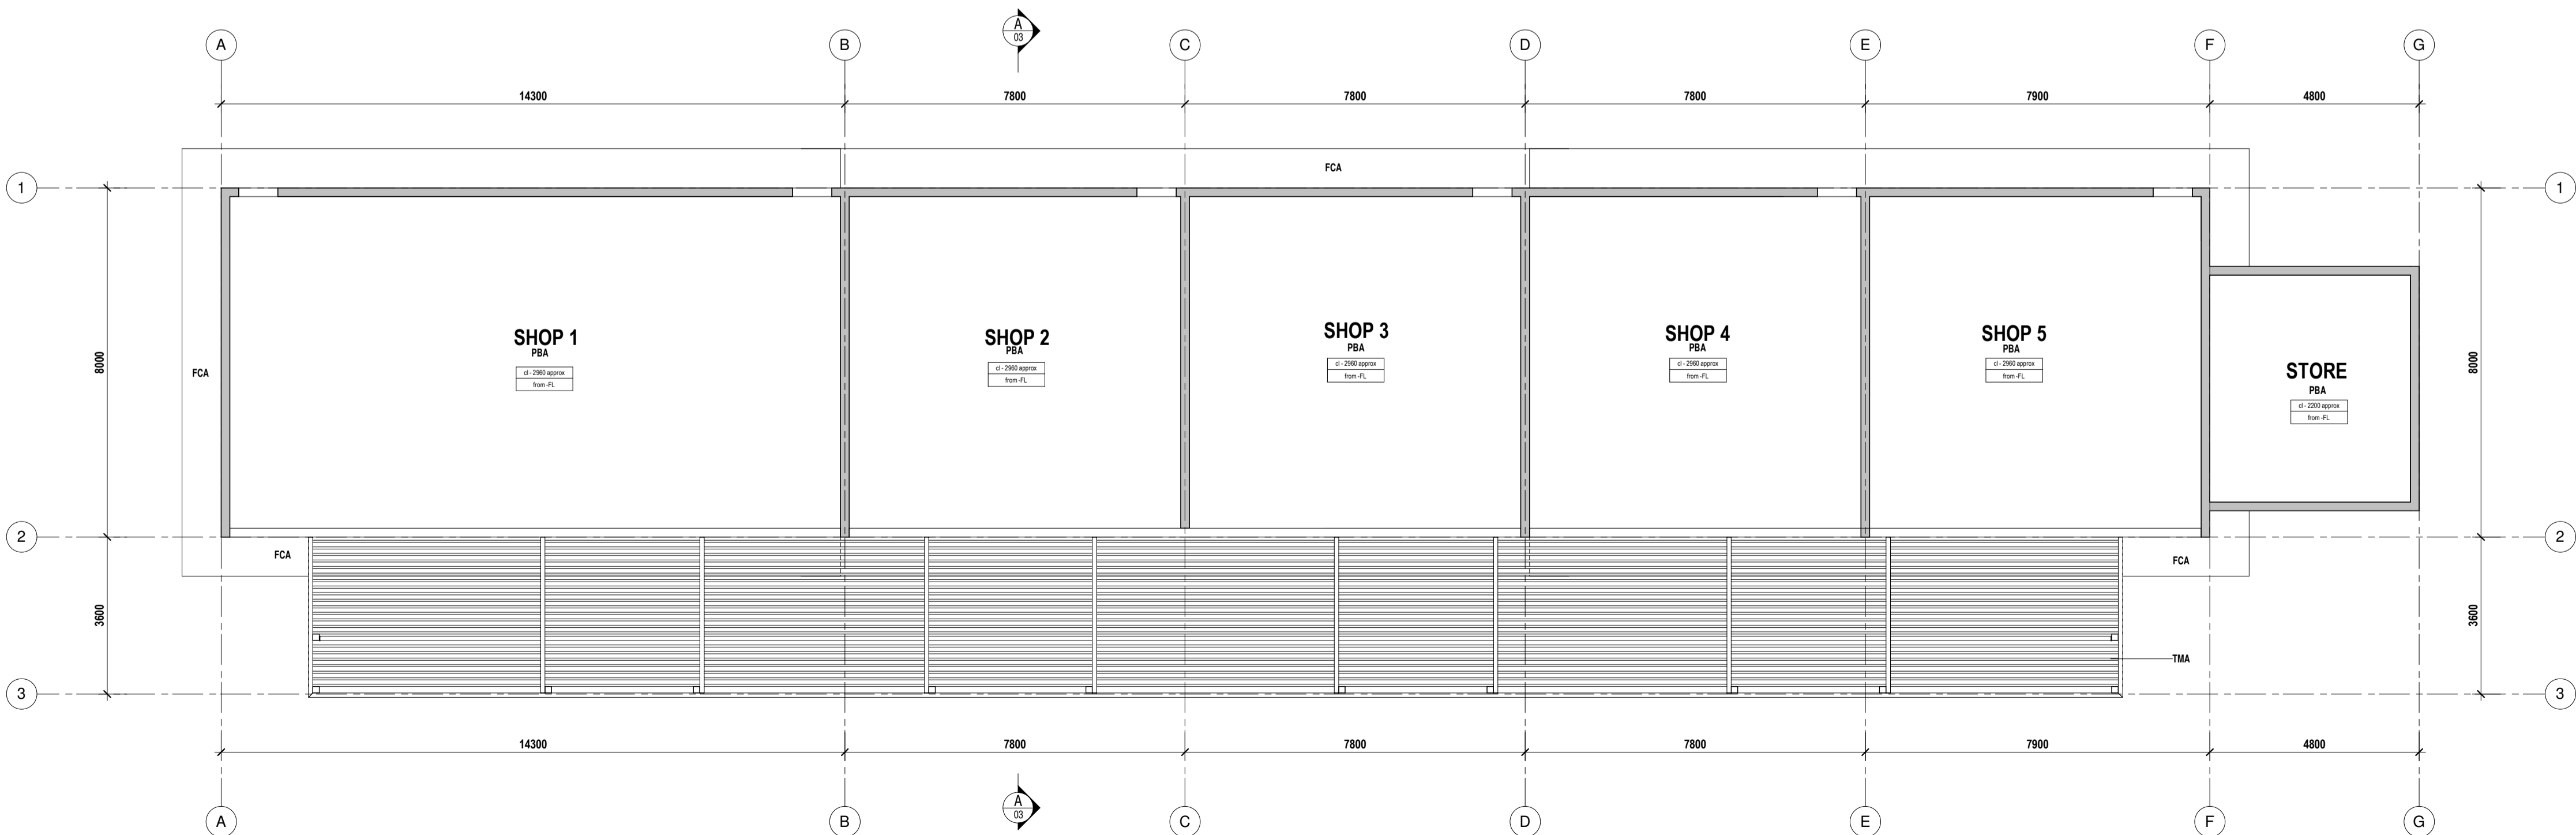 A
B
A
03
C
D
E
F
G
14300
7800
7800
7800
7900
4800
FCA
1
1
8000
8000
FCA
SHOP 1
PBA
cl - 2960 approx
from -FL
SHOP 2
PBA
cl - 2960 approx
from -FL
SHOP 3
PBA
cl - 2960 approx
from -FL
SHOP 4
PBA
cl - 2960 approx
from -FL
SHOP 5
PBA
cl - 2960 approx
from -FL
STORE
PBA
cl - 2200 approx
from -FL
2
2
FCA
FCA
3600
3600
TMA
3
3
14300
7800
7800
7800
7900
4800
A
B
A
03
C
D
E
F
G